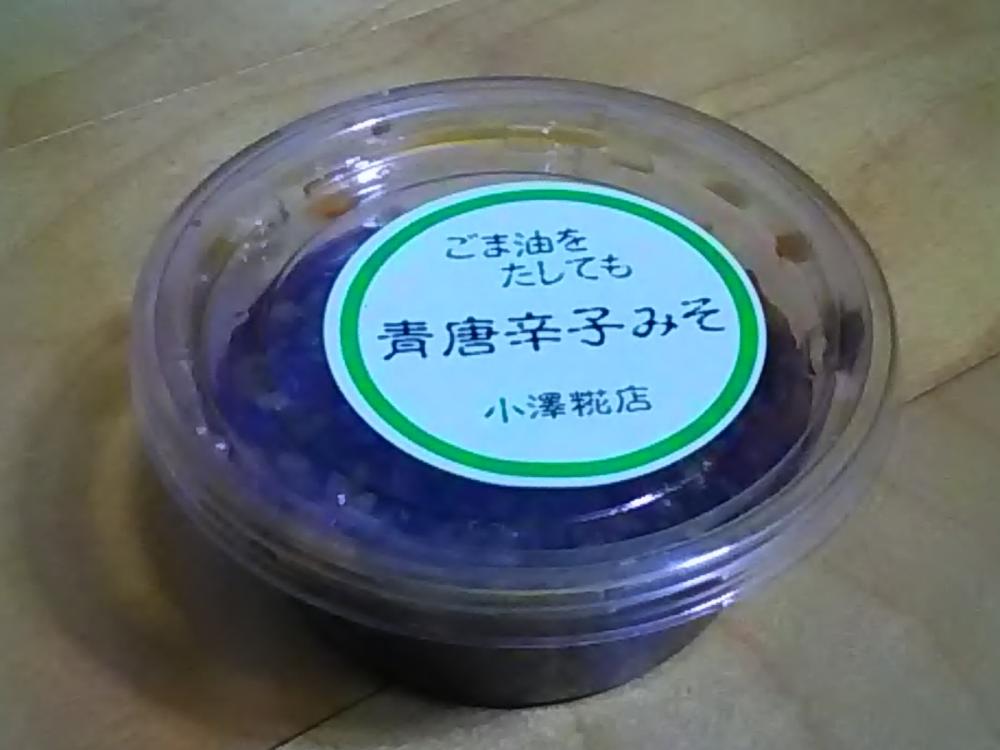 ごま油を
たしても
青唐辛子みそ
小澤糀店